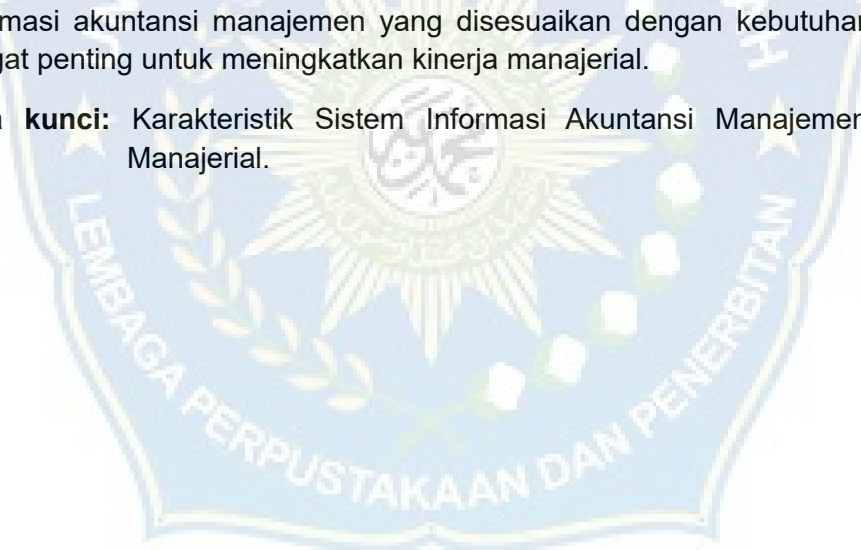 masi akuntansi manajemen yang disesuaikan dengan kebutuhan
gat penting untuk meningkatkan kinerja manajerial.
kunci: Karakteristik Sistem Informasi Akuntansi Manajemen
Manajerial.
LEMBAGA PERPUSTAKAAN DAN PENERBITAN